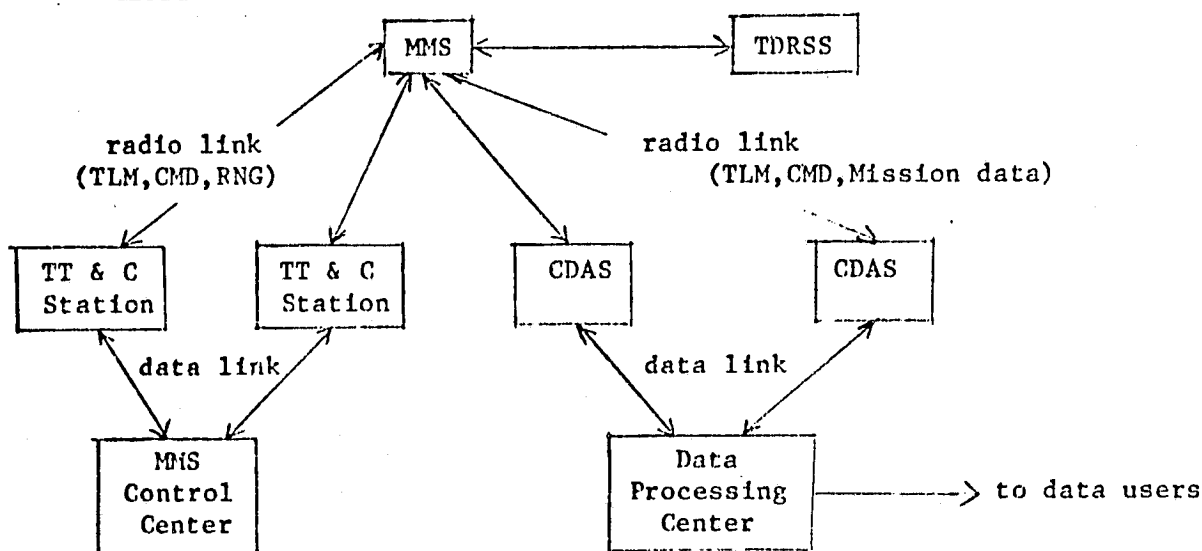 MMS
TDRSS
radio link
(TLM,CMD,RNG)
radio link
(TLM,CMD,Mission data)
TT & C
Station
TT & C
Station
CDAS
CDAS
data link
data link
MMS
Control
Center
Data
Processing
Center
to data users